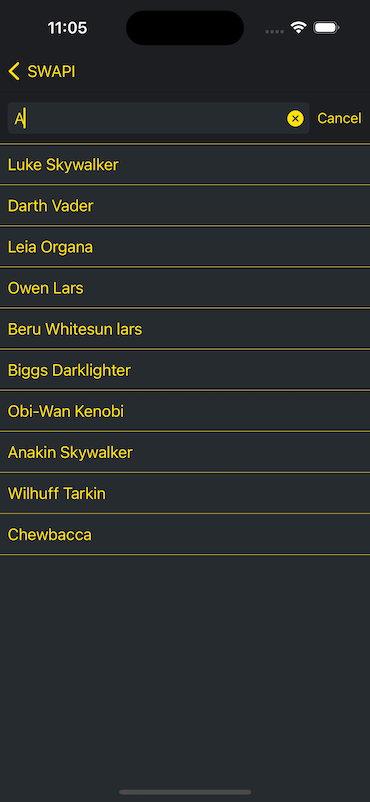 11:05
SWAPI
A
Cancel
Luke Skywalker
Darth Vader
Leia Organa
Owen Lars
Beru Whitesun lars
Biggs Darklighter
Obi-Wan Kenobi
Anakin Skywalker
Wilhuff Tarkin
Chewbacca